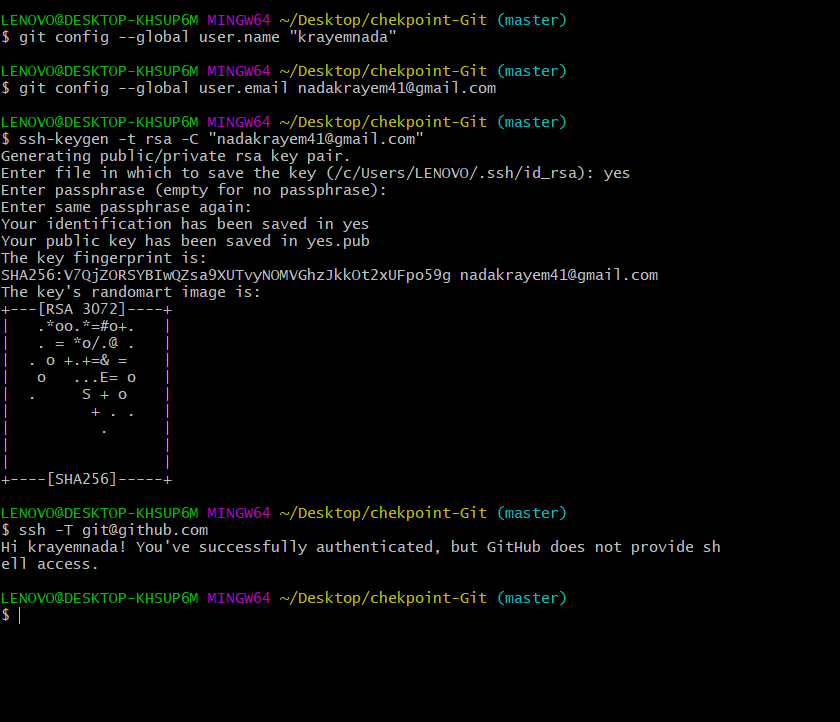 LENOVO@DESKTOP-KHSUP6M MINGW64 ~/Desktop/chekpoint-Git (master)
$ git config --global user.name "krayemnada"

LENOVO@DESKTOP-KHSUP6M MINGW64 ~/Desktop/chekpoint-Git (master)
$ git config --global user.email nadakrayem41@gmail.com

LENOVO@DESKTOP-KHSUP6M MINGW64 ~/Desktop/chekpoint-Git (master)
$ ssh-keygen -t rsa -C "nadakrayem41@gmail.com"
Generating public/private rsa key pair.
Enter file in which to save the key (/c/Users/LENOVO/.ssh/id_rsa): yes
Enter passphrase (empty for no passphrase):
Enter same passphrase again:
Your identification has been saved in yes
Your public key has been saved in yes.pub
The key fingerprint is:
SHA256:V7QjZORSYBIwQZsa9XUTvyNOMVGhzJkkOt2xUFpo59g nadakrayem41@gmail.com
The key's randomart image is:
+---[RSA 3072]----+
|   .*oo.*=#o+.   |
|   . = *o/.@ .   |
|  . o +.+=& =    |
|   o   ...E= o   |
|  .     S + o    |
|         + . .   |
|          .      |
|                 |
|                 |
+----[SHA256]-----+

LENOVO@DESKTOP-KHSUP6M MINGW64 ~/Desktop/chekpoint-Git (master)
$ ssh -T git@github.com
Hi krayemnada! You've successfully authenticated, but GitHub does not provide sh
ell access.

LENOVO@DESKTOP-KHSUP6M MINGW64 ~/Desktop/chekpoint-Git (master)
$